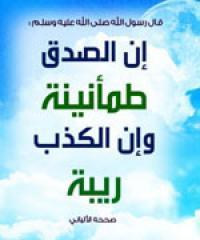 قال رسول الله صلى الله عليه وسلم :
إن الصدق
طمأنينة
وإن الكذب
ريبة
صححه الألباني